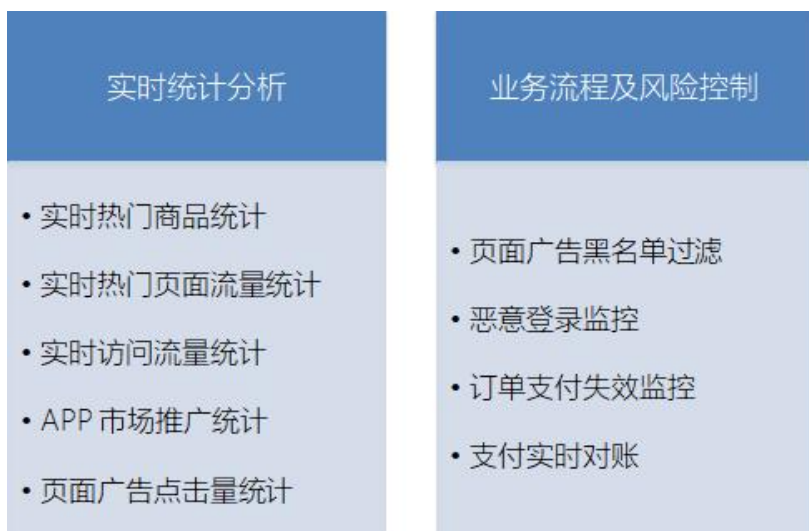 实时统计分析
• 实时热门商品统计
• 实时热门页面流量统计
• 实时访问流量统计
• APP 市场推广统计
• 页面广告点击量统计
业务流程及风险控制
• 页面广告黑名单过滤
• 恶意登录监控
• 订单支付失效监控
• 支付实时对账